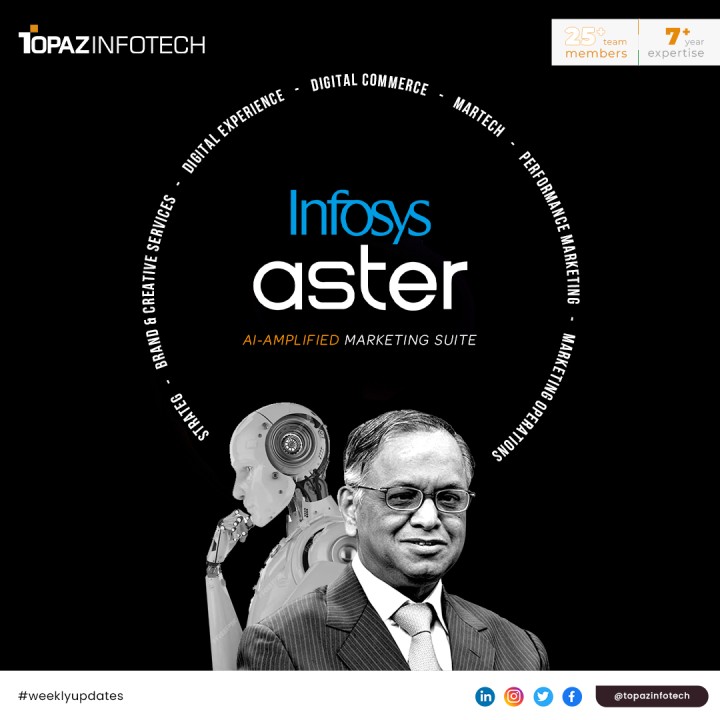 TOPAZINFOTECH
25+ team
members
7+ year
expertise
STRATEG - BRAND & CREATIVE SERVICES - DIGITAL EXPERIENCE - DIGITAL COMMERCE - MARTECH - PERFORMANCE MARKETING - MARKETING OPERATIONS
Infosys
aster
AI-AMPLIFIED MARKETING SUITE
#weeklyupdates
in
f
@topazinfotech